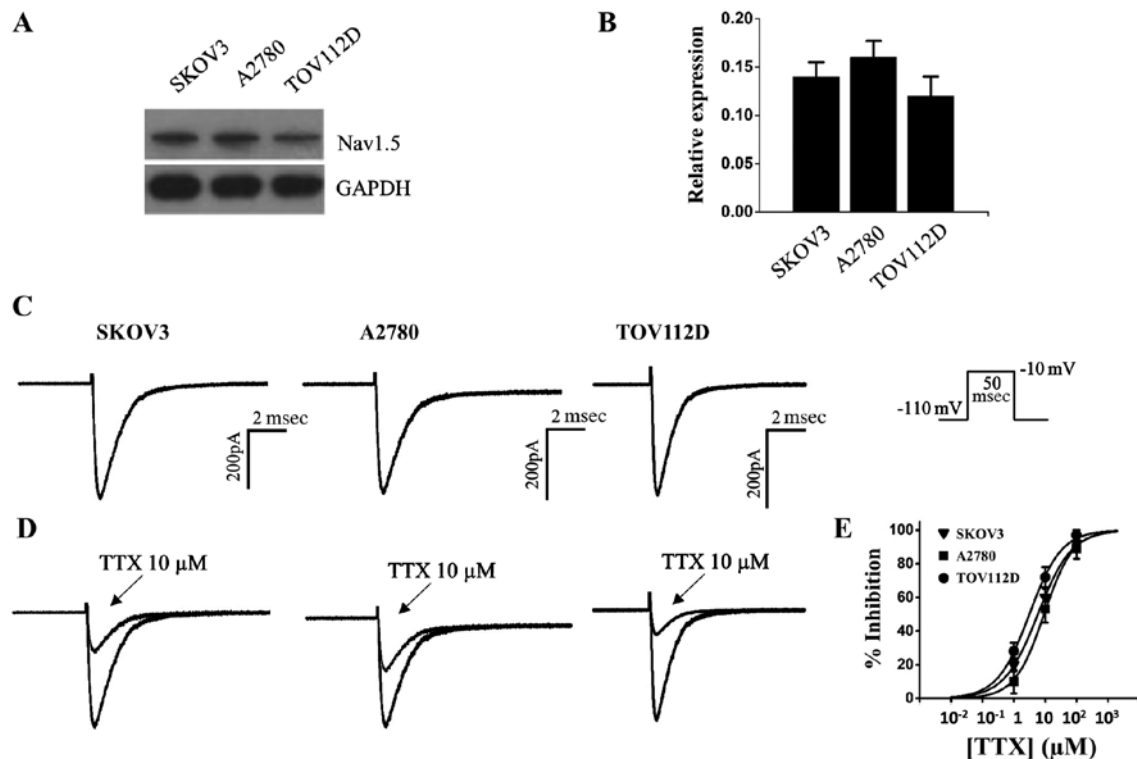 A
SKOV3
A2780
TOV112D
Nav1.5
GAPDH
B
Relative expression
0.20
0.15
0.10
0.05
0.00
SKOV3
A2780
TOV112D
C
SKOV3
A2780
TOV112D
2 msec
200pA
2 msec
200pA
2 msec
200pA
-110 mV
50
msec
-10 mV
D
TTX 10 μM
TTX 10 μM
TTX 10 μM
E
% Inhibition
100
80
60
40
20
0
SKOV3
A2780
TOV112D
10⁻² 10⁻¹ 1 10 10² 10³
[TTX] (μM)